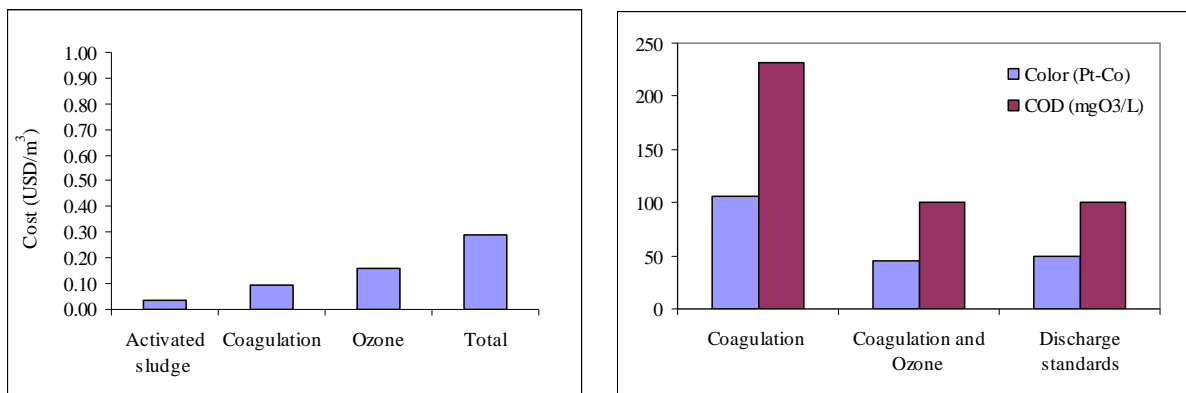 Cost (USD/m³)
1.00
0.90
0.80
0.70
0.60
0.50
0.40
0.30
0.20
0.10
0.00
Activated
sludge
Coagulation
Ozone
Total
250
200
150
100
50
0
Color (Pt-Co)
COD (mgO3/L)
Coagulation
Coagulation and
Ozone
Discharge
standards